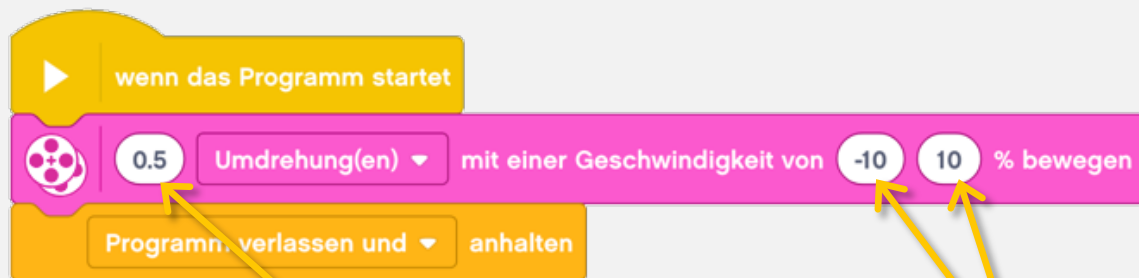 wenn das Programm startet
0.5 Umdrehung(en) mit einer Geschwindigkeit von -10 10 % bewegen
Programm verlassen und anhalten